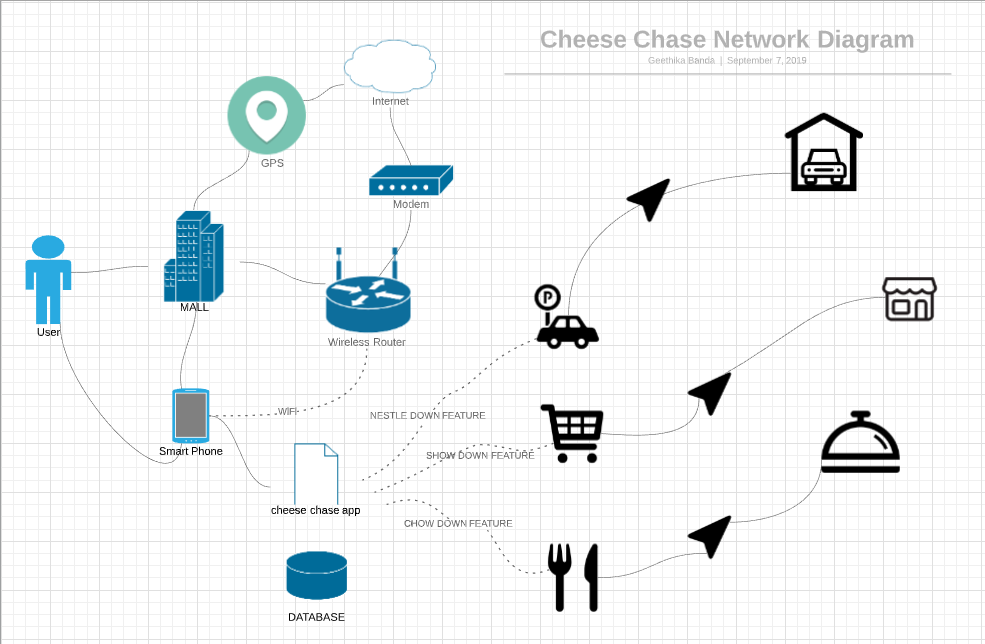 Cheese Chase Network Diagram
Geethika Banda | September 7, 2019
Internet
GPS
Modem
MALL
User
Wireless Router
P
WIFI
NESTLE DOWN FEATURE
Smart Phone
SHOW DOWN FEATURE
cheese chase app
CHOW DOWN FEATURE
DATABASE